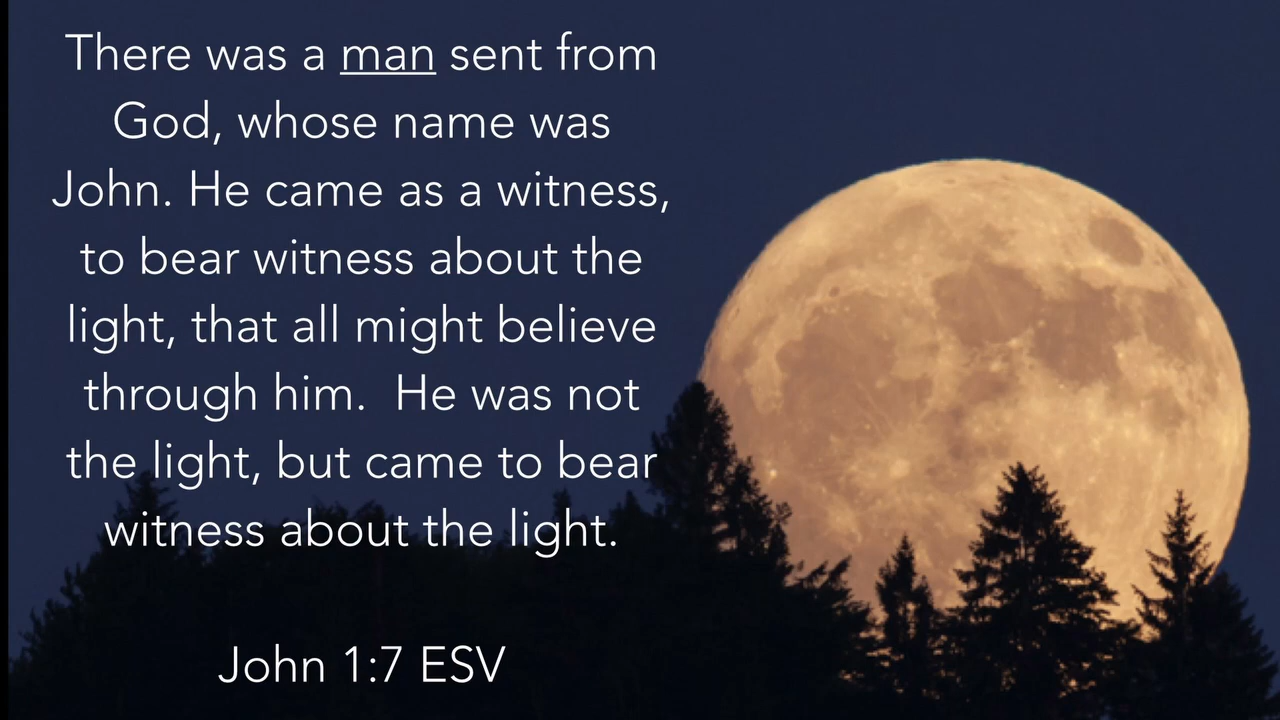 There was a man sent from
God, whose name was
John. He came as a witness,
to bear witness about the
light, that all might believe
through him.  He was not
the light, but came to bear
witness about the light.
John 1:7 ESV